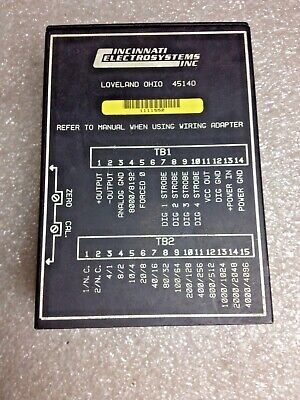 CINCINNATI
ELECTROSYSTEMS
INC
LOVELAND OHIO 45140
1111552
REFER TO MANUAL WHEN USING WIRING ADAPTER
TB1
1 2 3 4 5 6 7 8 9 10 11 12 13 14
+OUTPUT
-OUTPUT
ANALOG GND
8000/8192
FORCED 0
DIG 1 STROBE
DIG 2 STROBE
DIG 3 STROBE
DIG 4 STROBE
VCC OUT
DIG GND
+POWER IN
POWER GND
ZERO
CAL.
TB2
1 2 3 4 5 6 7 8 9 10 11 12 13 14 15
1/N.C.
2/N.C.
4/1
8/2
10/4
20/8
40/16
80/32
100/64
200/128
400/256
800/512
1000/1024
2000/2048
4000/4096